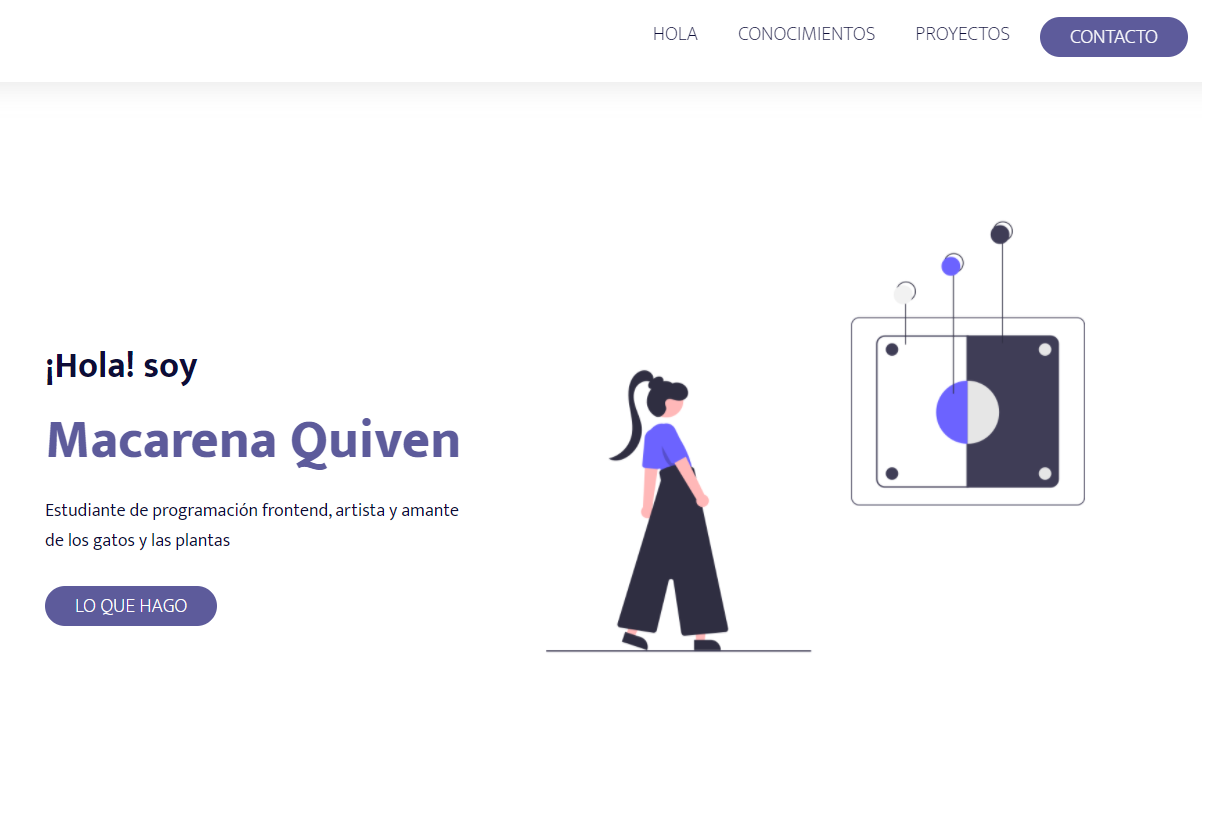 HOLA CONOCIMIENTOS PROYECTOS CONTACTO
¡Hola! soy
Macarena Quiven
Estudiante de programación frontend, artista y amante
de los gatos y las plantas
LO QUE HAGO